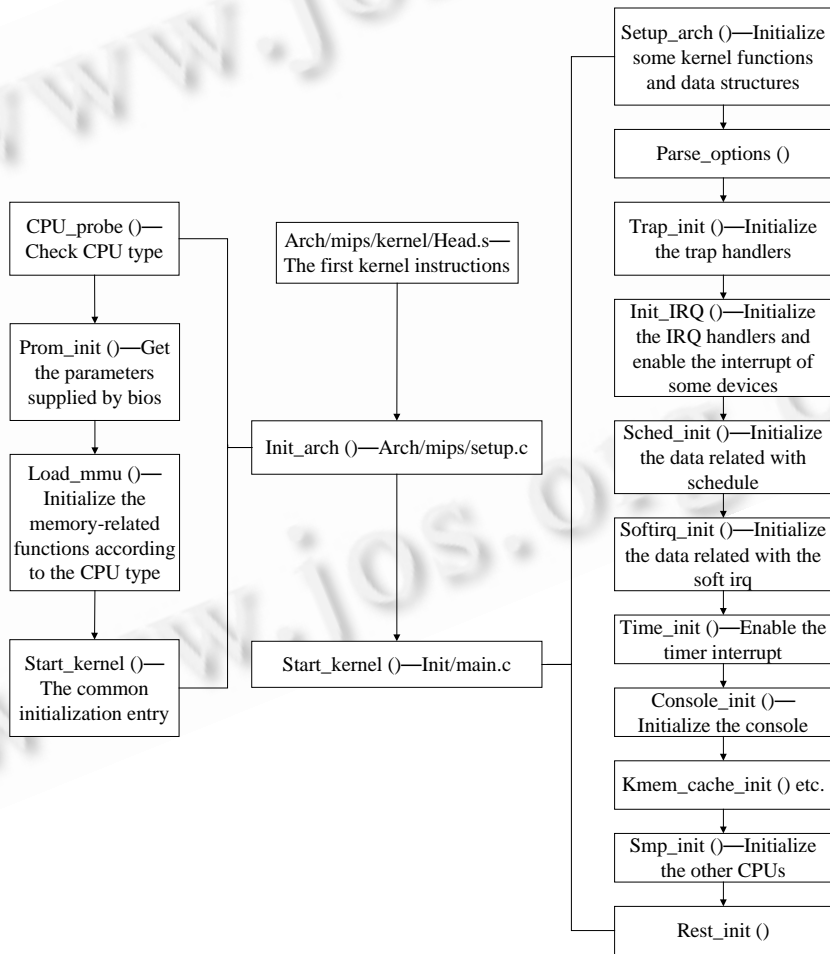 CPU_probe ()—
Check CPU type
Prom_init ()—Get
the parameters
supplied by bios
Load_mmu ()—
Initialize the
memory-related
functions according
to the CPU type
Start_kernel ()—
The common
initialization entry
Arch/mips/kernel/Head.s—
The first kernel instructions
Init_arch ()—Arch/mips/setup.c
Start_kernel ()—Init/main.c
Setup_arch ()—Initialize
some kernel functions
and data structures
Parse_options ()
Trap_init ()—Initialize
the trap handlers
Init_IRQ ()—Initialize
the IRQ handlers and
enable the interrupt of
some devices
Sched_init ()—Initialize
the data related with
schedule
Softirq_init ()—Initialize
the data related with the
soft irq
Time_init ()—Enable the
timer interrupt
Console_init ()—
Initialize the console
Kmem_cache_init () etc.
Smp_init ()—Initialize
the other CPUs
Rest_init ()
www.jos.org